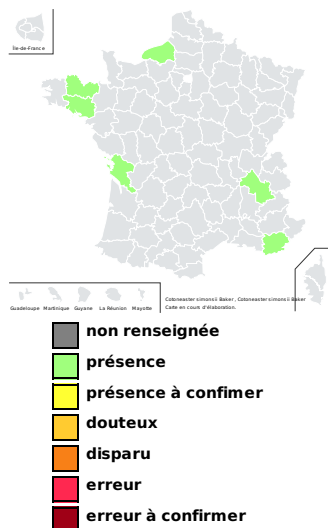 Île-de-France
Guadeloupe Martinique Guyane La Réunion Mayotte
Cotoneaster simonsii Baker , Cotoneaster simonsii Baker
Carte en cours d'élaboration.
non renseignée
présence
présence à confimer
douteux
disparu
erreur
erreur à confirmer